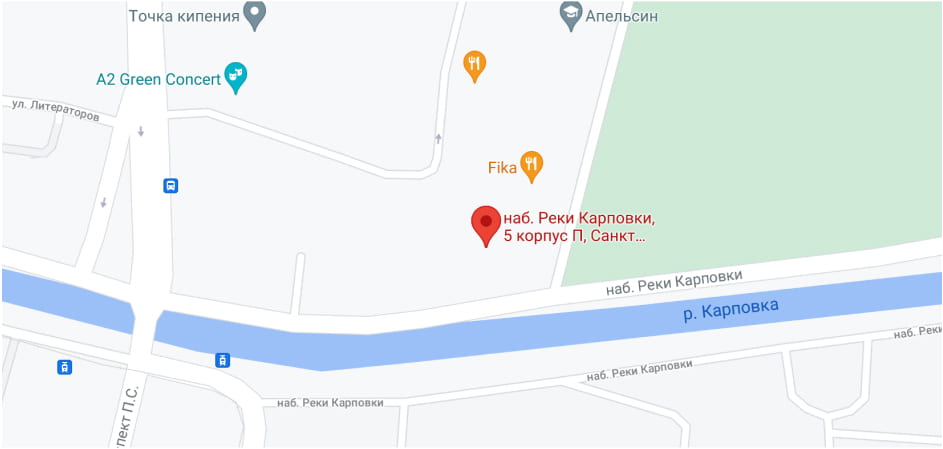 Точка кипения
Апельсин
A2 Green Concert
ул. Литераторов
Fika
наб. Реки Карповки,
5 корпус П, Санкт...
наб. Реки Карповки
р. Карповка
наб. Реки
наб. Реки Карповки
наб. Реки Карповки
пект П.С.